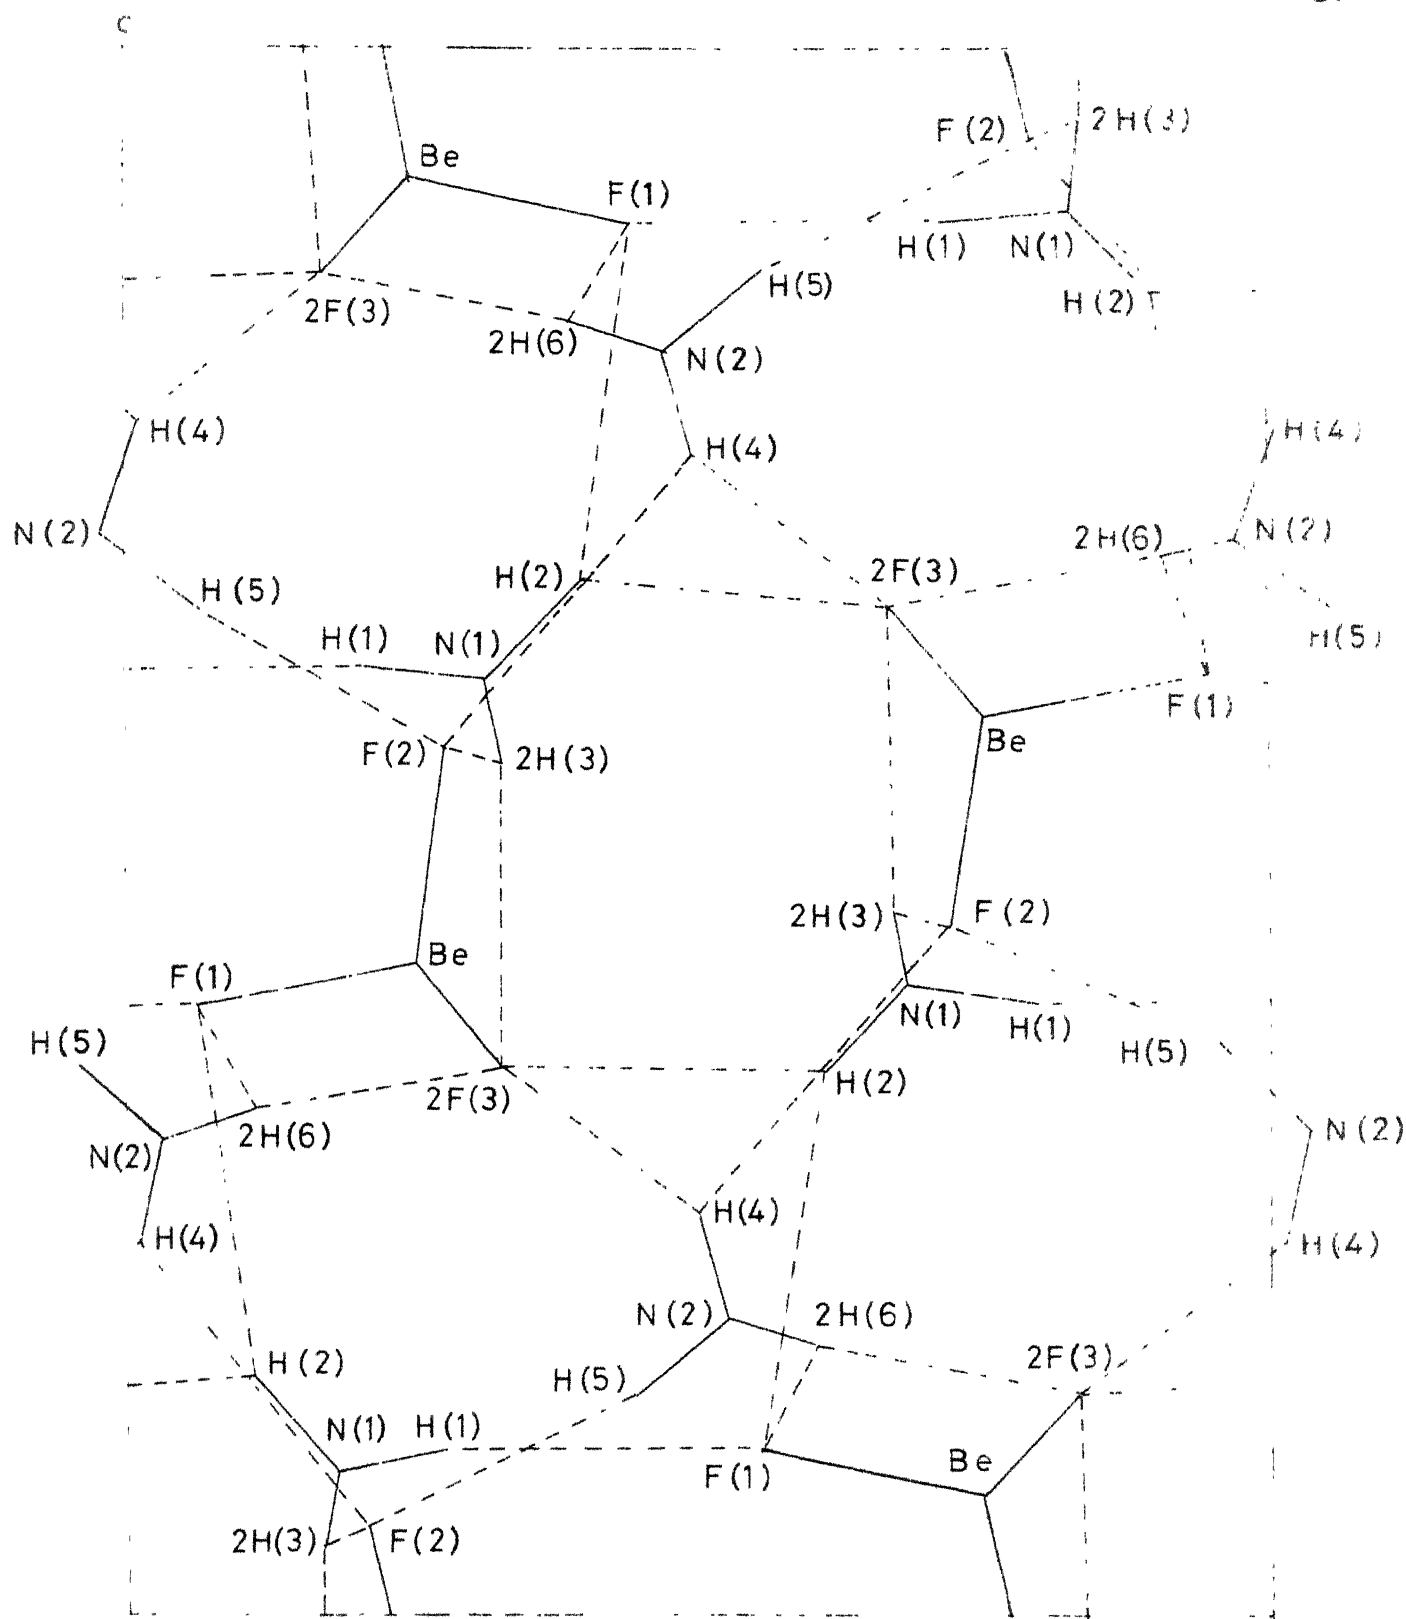 c
F(2) 2H(3)
Be
F(1)
H(1) N(1)
H(5)
2F(3) H(2)
2H(6) N(2)
H(4) H(4) H(4)
N(2) 2H(6) N(2)
H(2) 2F(3)
H(5)
H(1) N(1) H(5)
F(1)
F(2) 2H(3) Be
2H(3) F(2)
Be
F(1)
N(1) H(1)
H(5) H(5)
2F(3) H(2)
N(2) 2H(6) N(2)
H(4) H(4) H(4)
N(2) 2H(6)
H(2) 2F(3)
H(5)
N(1) H(1)
F(1) Be
2H(3) F(2)